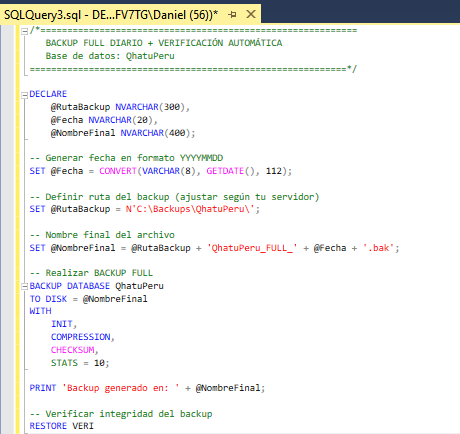 SQLQuery3.sql - DE...FV7TG\Daniel (56))*
/*============================================================
BACKUP FULL DIARIO + VERIFICACIÓN AUTOMÁTICA
Base de datos: QhatuPeru
============================================================*/
DECLARE
@RutaBackup NVARCHAR(300),
@Fecha NVARCHAR(20),
@NombreFinal NVARCHAR(400);
-- Generar fecha en formato YYYYMMDD
SET @Fecha = CONVERT(VARCHAR(8), GETDATE(), 112);
-- Definir ruta del backup (ajustar según tu servidor)
SET @RutaBackup = N'C:\Backups\QhatuPeru\';
-- Nombre final del archivo
SET @NombreFinal = @RutaBackup + 'QhatuPeru_FULL_' + @Fecha + '.bak';
-- Realizar BACKUP FULL
BACKUP DATABASE QhatuPeru
TO DISK = @NombreFinal
WITH
INIT,
COMPRESSION,
CHECKSUM,
STATS = 10;
PRINT 'Backup generado en: ' + @NombreFinal;
-- Verificar integridad del backup
RESTORE VERI